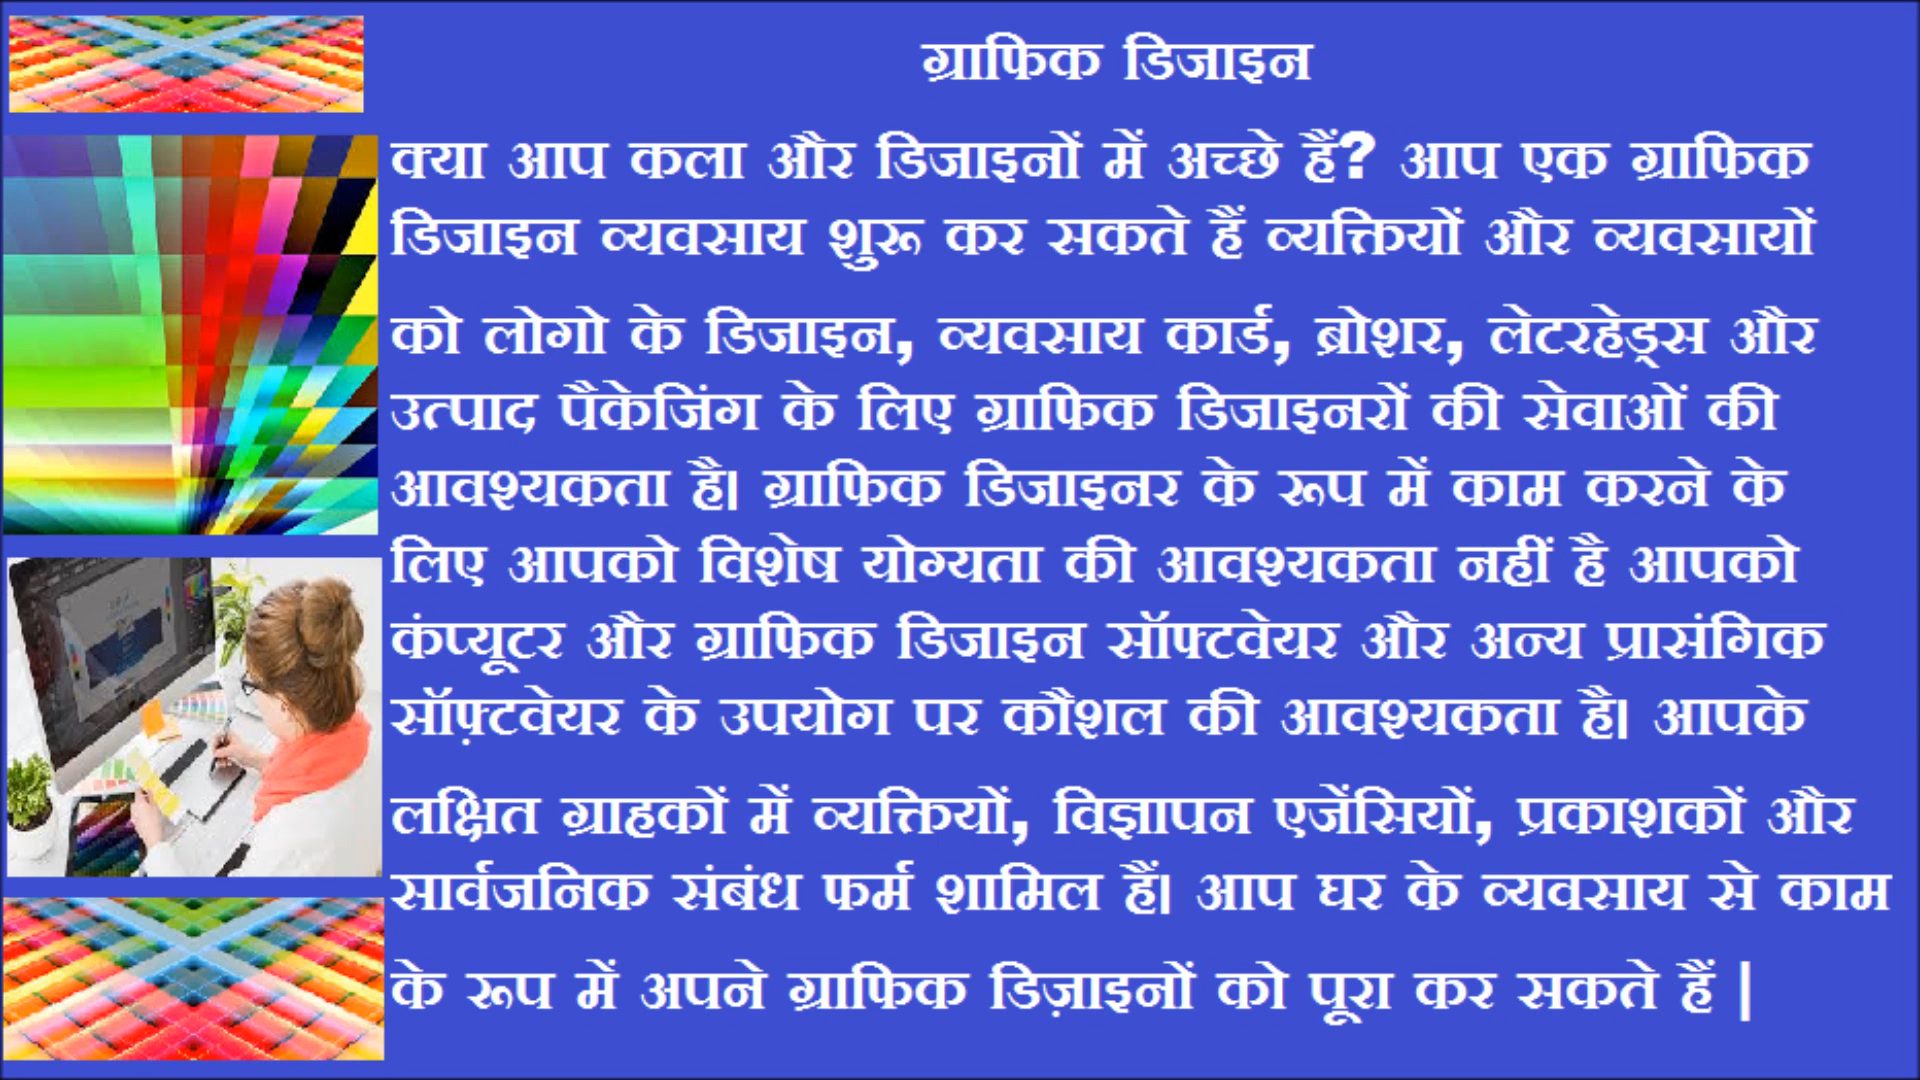 ग्राफिक डिजाइन
क्या आप कला और डिजाइनों में अच्छे हैं? आप एक ग्राफिक
डिजाइन व्यवसाय शुरू कर सकते हैं व्यक्तियों और व्यवसायों
को लोगो के डिजाइन, व्यवसाय कार्ड, ब्रोशर, लेटरहेड्स और
उत्पाद पैकेजिंग के लिए ग्राफिक डिजाइनरों की सेवाओं की
आवश्यकता है। ग्राफिक डिजाइनर के रूप में काम करने के
लिए आपको विशेष योग्यता की आवश्यकता नहीं है आपको
कंप्यूटर और ग्राफिक डिजाइन सॉफ्टवेयर और अन्य प्रासंगिक
सॉफ़्टवेयर के उपयोग पर कौशल की आवश्यकता है। आपके
लक्षित ग्राहकों में व्यक्तियों, विज्ञापन एजेंसियों, प्रकाशकों और
सार्वजनिक संबंध फर्म शामिल हैं। आप घर के व्यवसाय से काम
के रूप में अपने ग्राफिक डिज़ाइनों को पूरा कर सकते हैं |